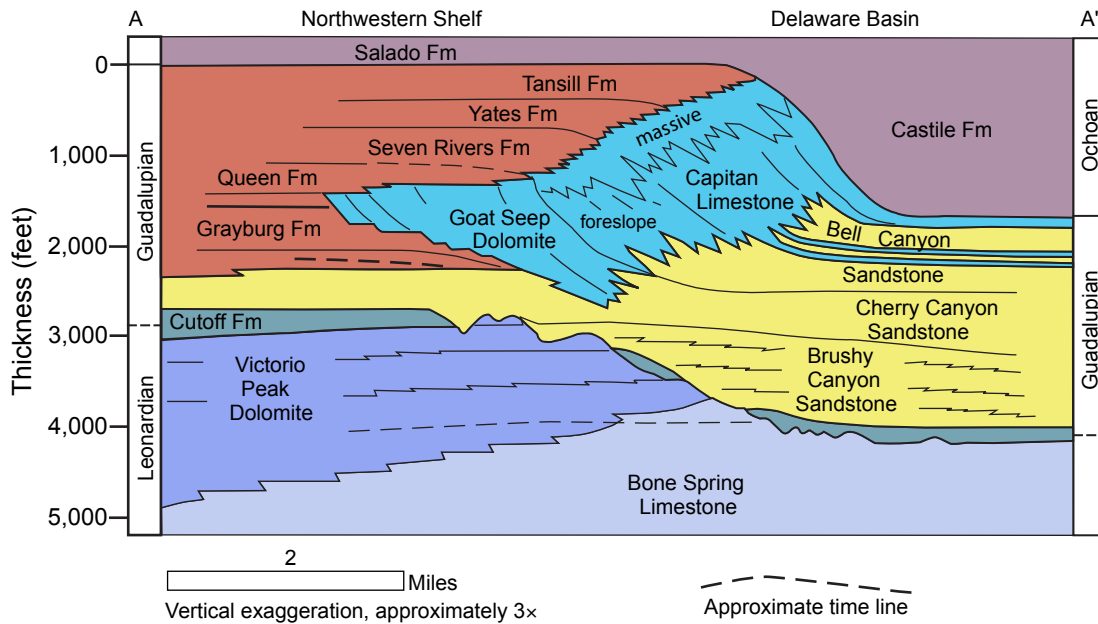 A
Northwestern Shelf
Delaware Basin
A'
Salado Fm
0
Tansill Fm
Yates Fm
massive
Castile Fm
Ochoan
1,000
Seven Rivers Fm
Queen Fm
Capitan
Limestone
Guadalupian
Goat Seep
Dolomite
foreslope
Grayburg Fm
Bell Canyon
2,000
Sandstone
Thickness (feet)
Cherry Canyon
Sandstone
Cutoff Fm
3,000
Guadalupian
Victorio
Peak
Dolomite
Brushy
Canyon
Sandstone
4,000
Leonardian
Bone Spring
Limestone
5,000
2
Miles
Vertical exaggeration, approximately 3×
Approximate time line